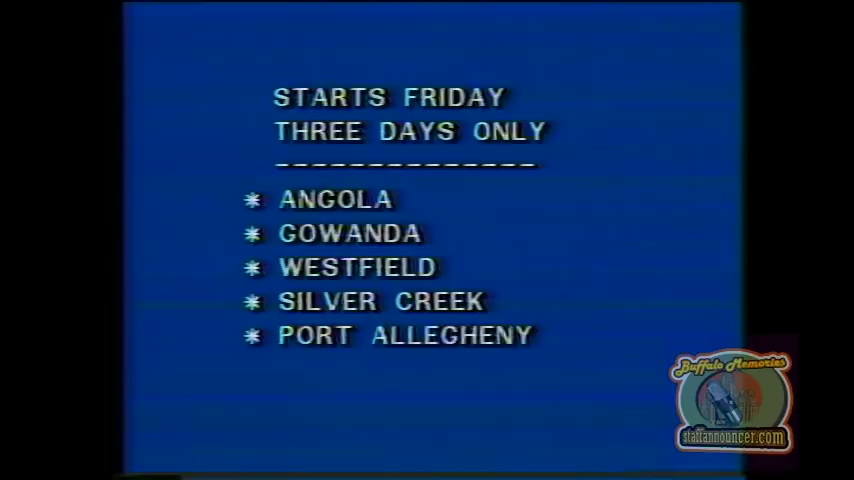 STARTS FRIDAY
THREE DAYS ONLY
---------------
* ANGOLA
* GOWANDA
* WESTFIELD
* SILVER CREEK
* PORT ALLEGHENY
Buffalo Memories
staffannouncer.com